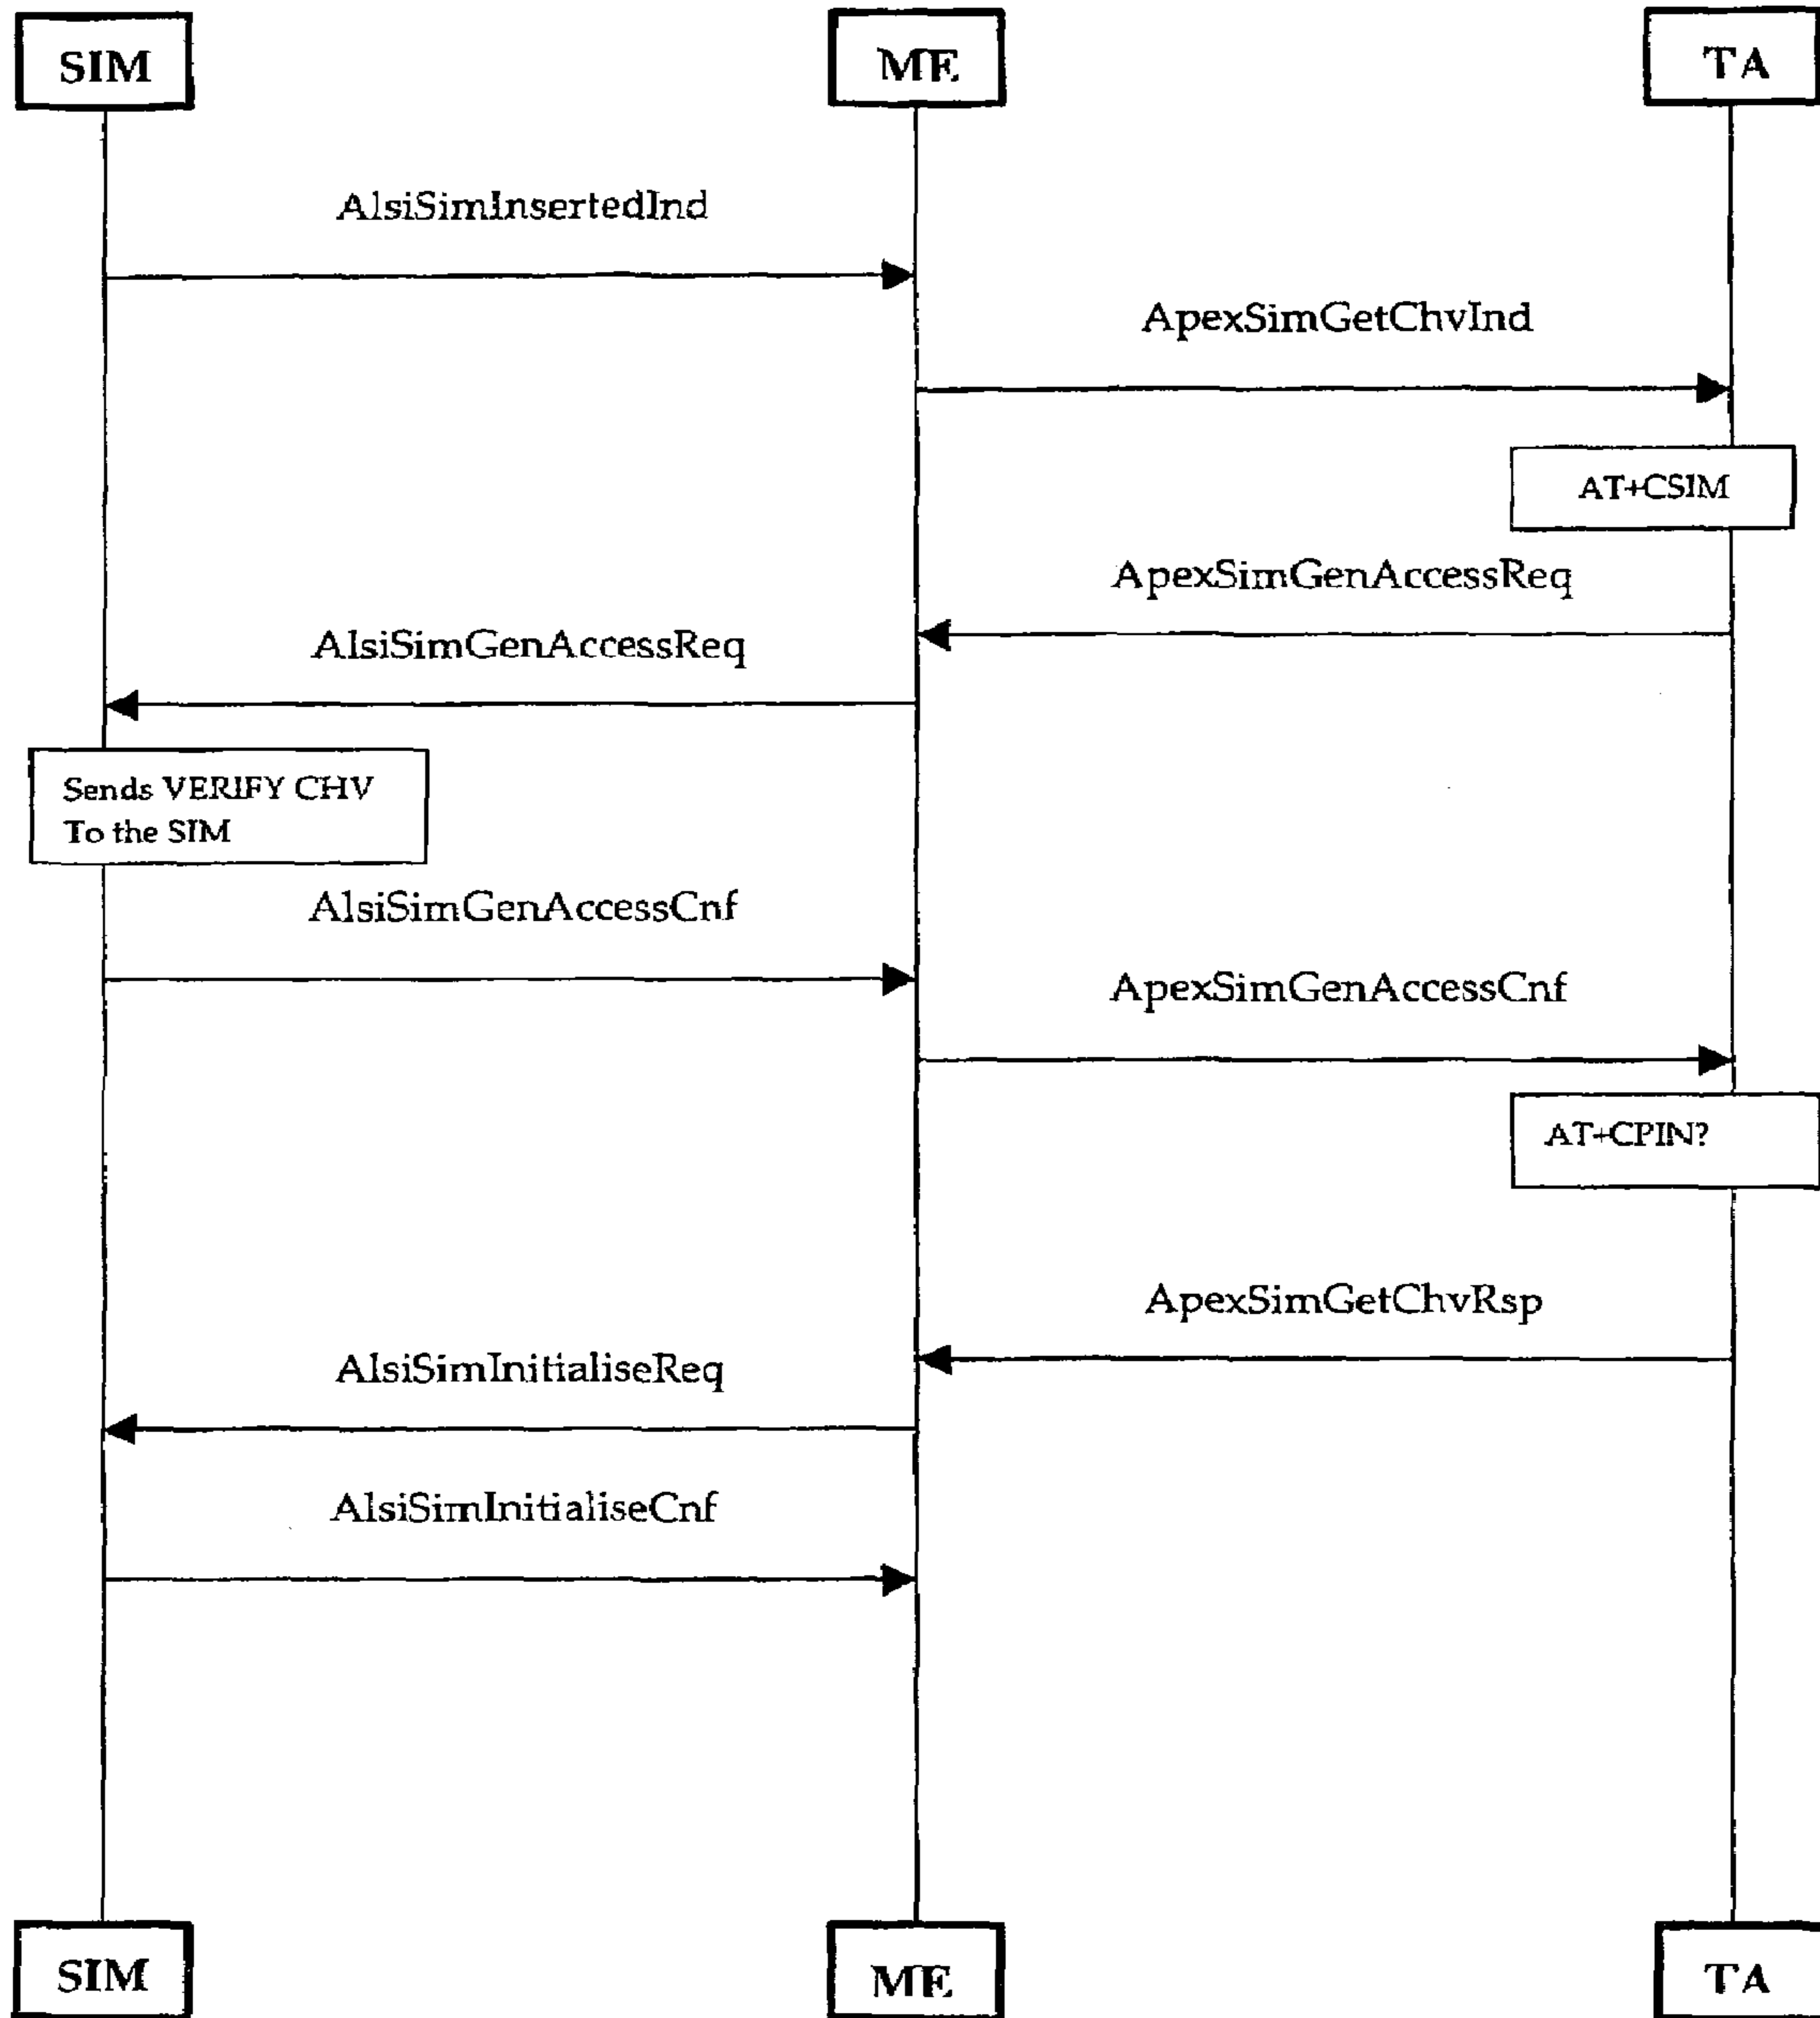 SIM
ME
TA
AlsiSimInsertedInd
ApexSimGetChvInd
AT+CSIM
ApexSimGenAccessReq
AlsiSimGenAccessReq
Sends VERIFY CHV
To the SIM
AlsiSimGenAccessCnf
ApexSimGenAccessCnf
AT+CPIN?
ApexSimGetChvRsp
AlsiSimInitialiseReq
AlsiSimInitialiseCnf
SIM
ME
TA